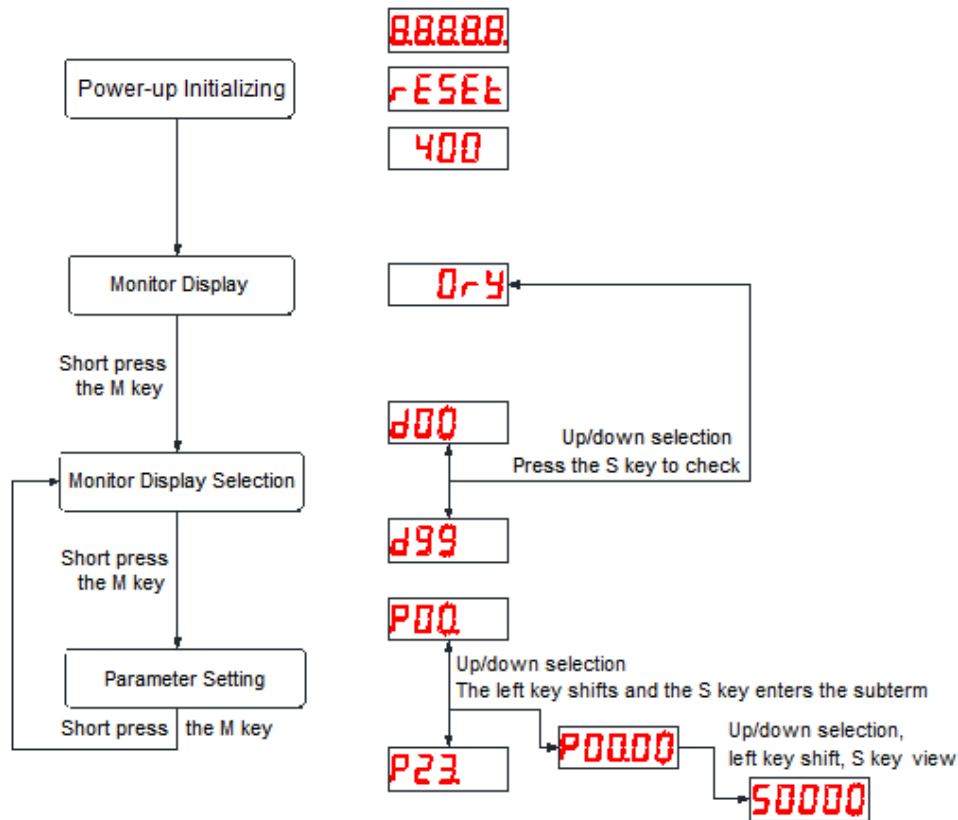 8.8.8.8.8.
rESEt
Power-up Initializing
400
Monitor Display
0rY
Short press
the M key
d00
Up/down selection
Press the S key to check
Monitor Display Selection
d99
Short press
the M key
P00.
Up/down selection
The left key shifts and the S key enters the subterm
Parameter Setting
Short press the M key
P23.
P00.00
Up/down selection,
left key shift, S key view
S0000